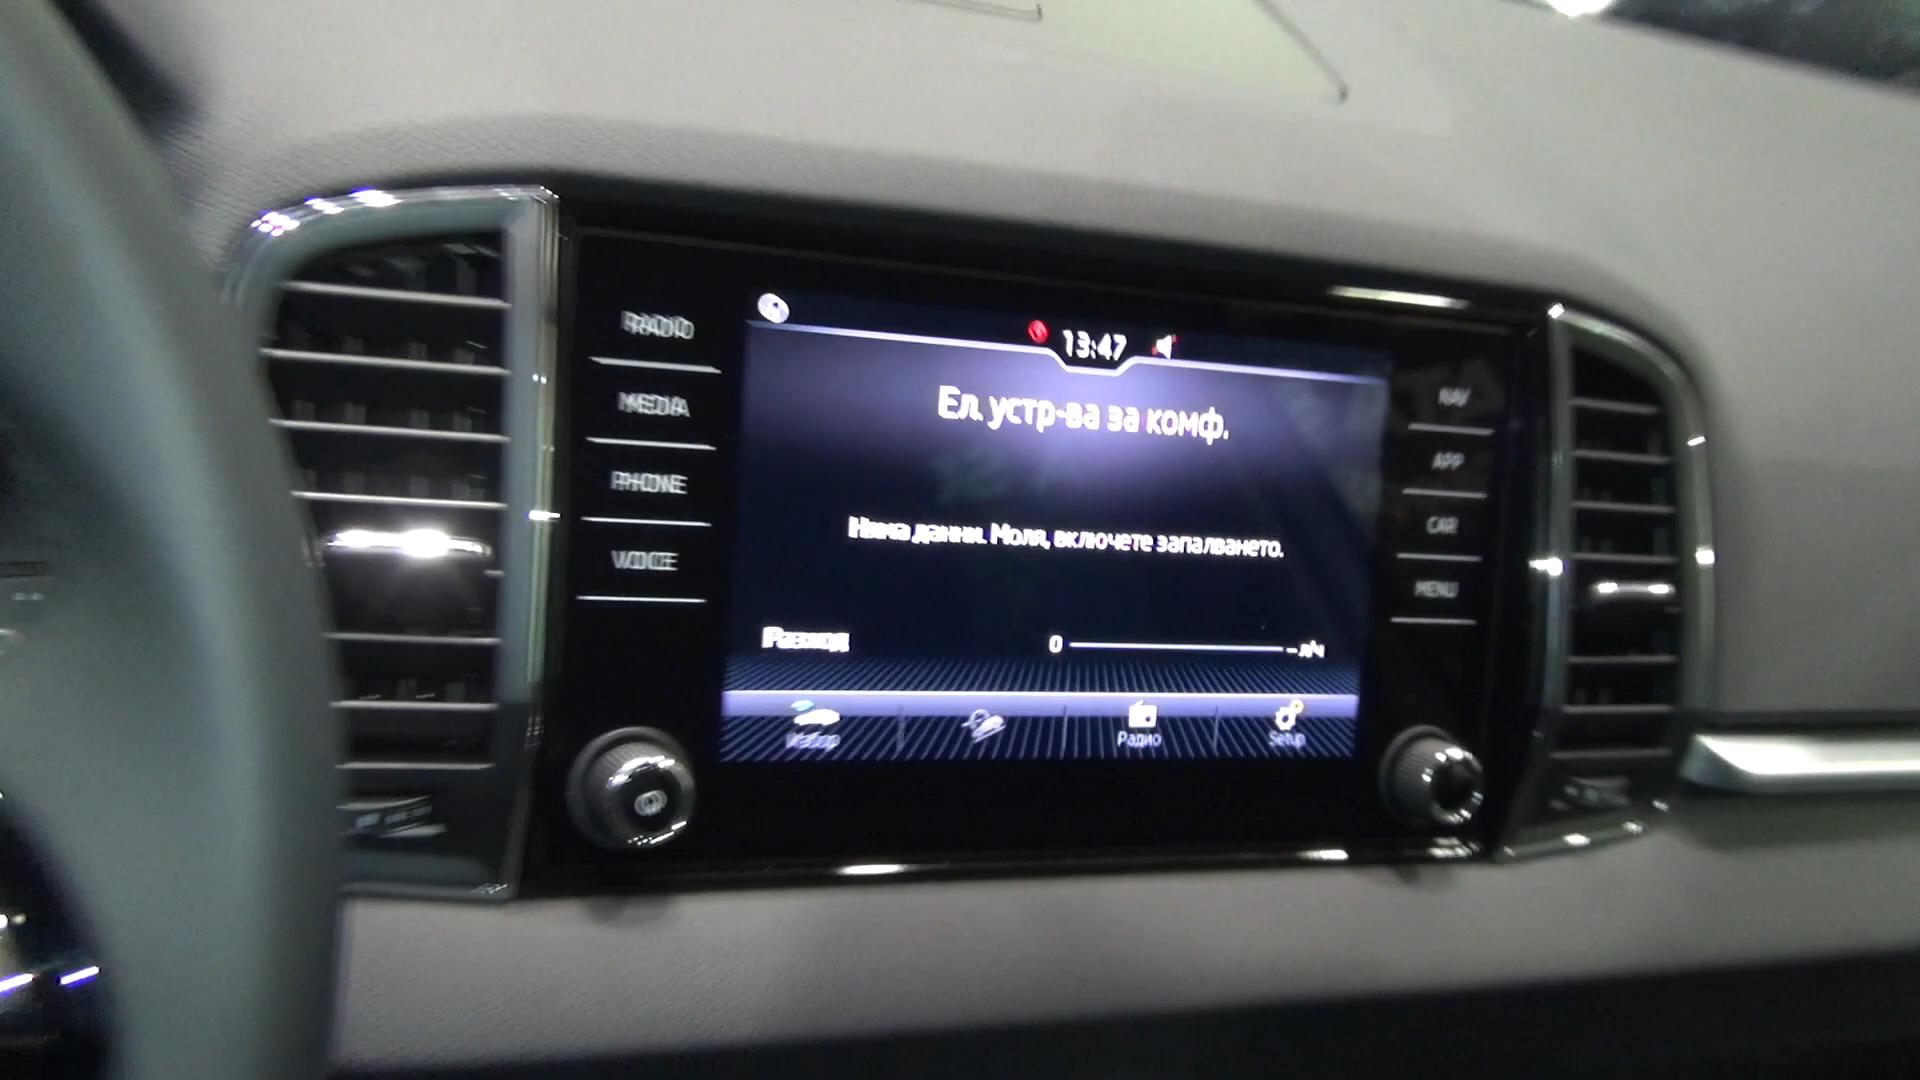 13:47
RADIO
MEDIA
PHONE
VOICE
Ел. устр-ва за комф.
Няма данни. Моля, включете запалването.
Разход 0 -- л/ч
Избор
Радио
Setup
NAV
APP
CAR
MENU